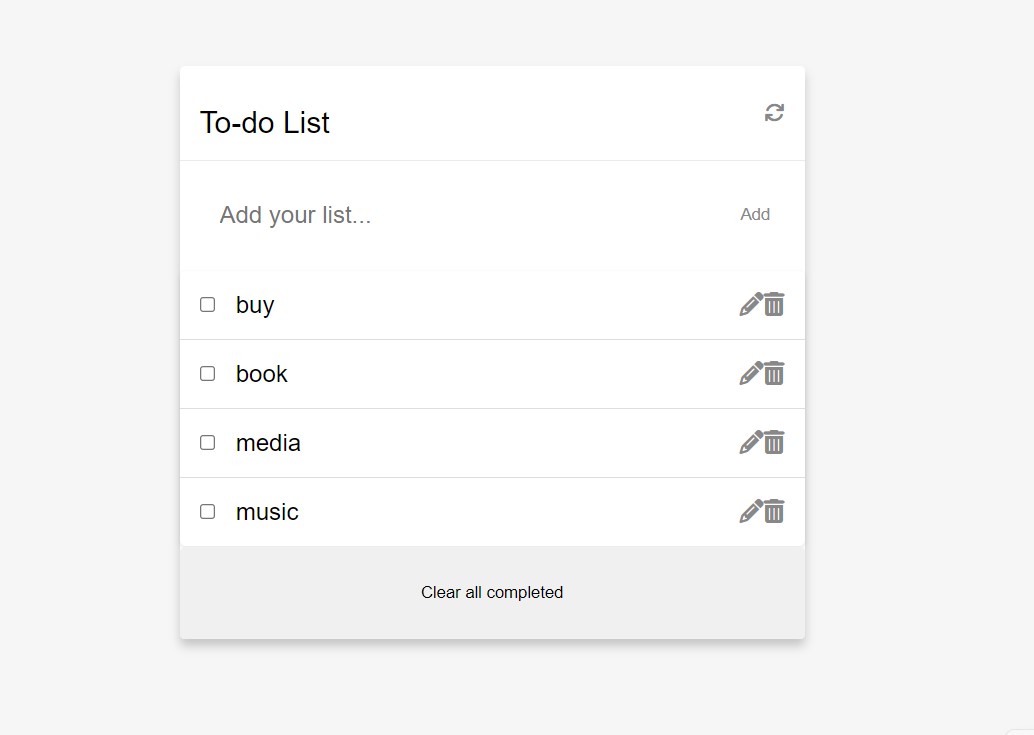 To-do List
Add your list...
Add
buy
book
media
music
Clear all completed